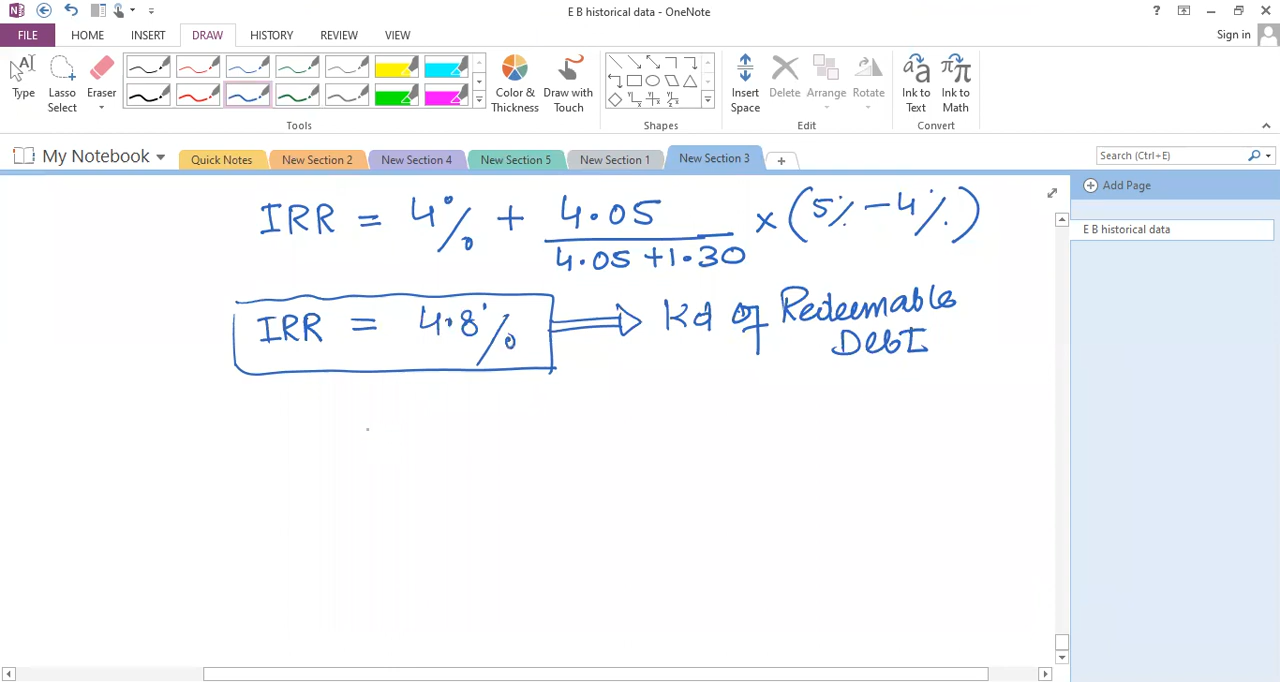 E B historical data - OneNote
?
Sign in
FILE HOME INSERT DRAW HISTORY REVIEW VIEW
Type
Lasso Select
Eraser
Color & Thickness
Draw with Touch
Insert Space
Delete
Arrange
Rotate
Ink to Text
Ink to Math
Tools
Shapes
Edit
Convert
My Notebook
Quick Notes New Section 2 New Section 4 New Section 5 New Section 1 New Section 3
Search (Ctrl+E)
Add Page
E B historical data
IRR = 4% + 4.05 / 4.05 + 1.30 × (5% - 4%)
IRR = 4.8% ⇒ Kd of Redeemable
Debt